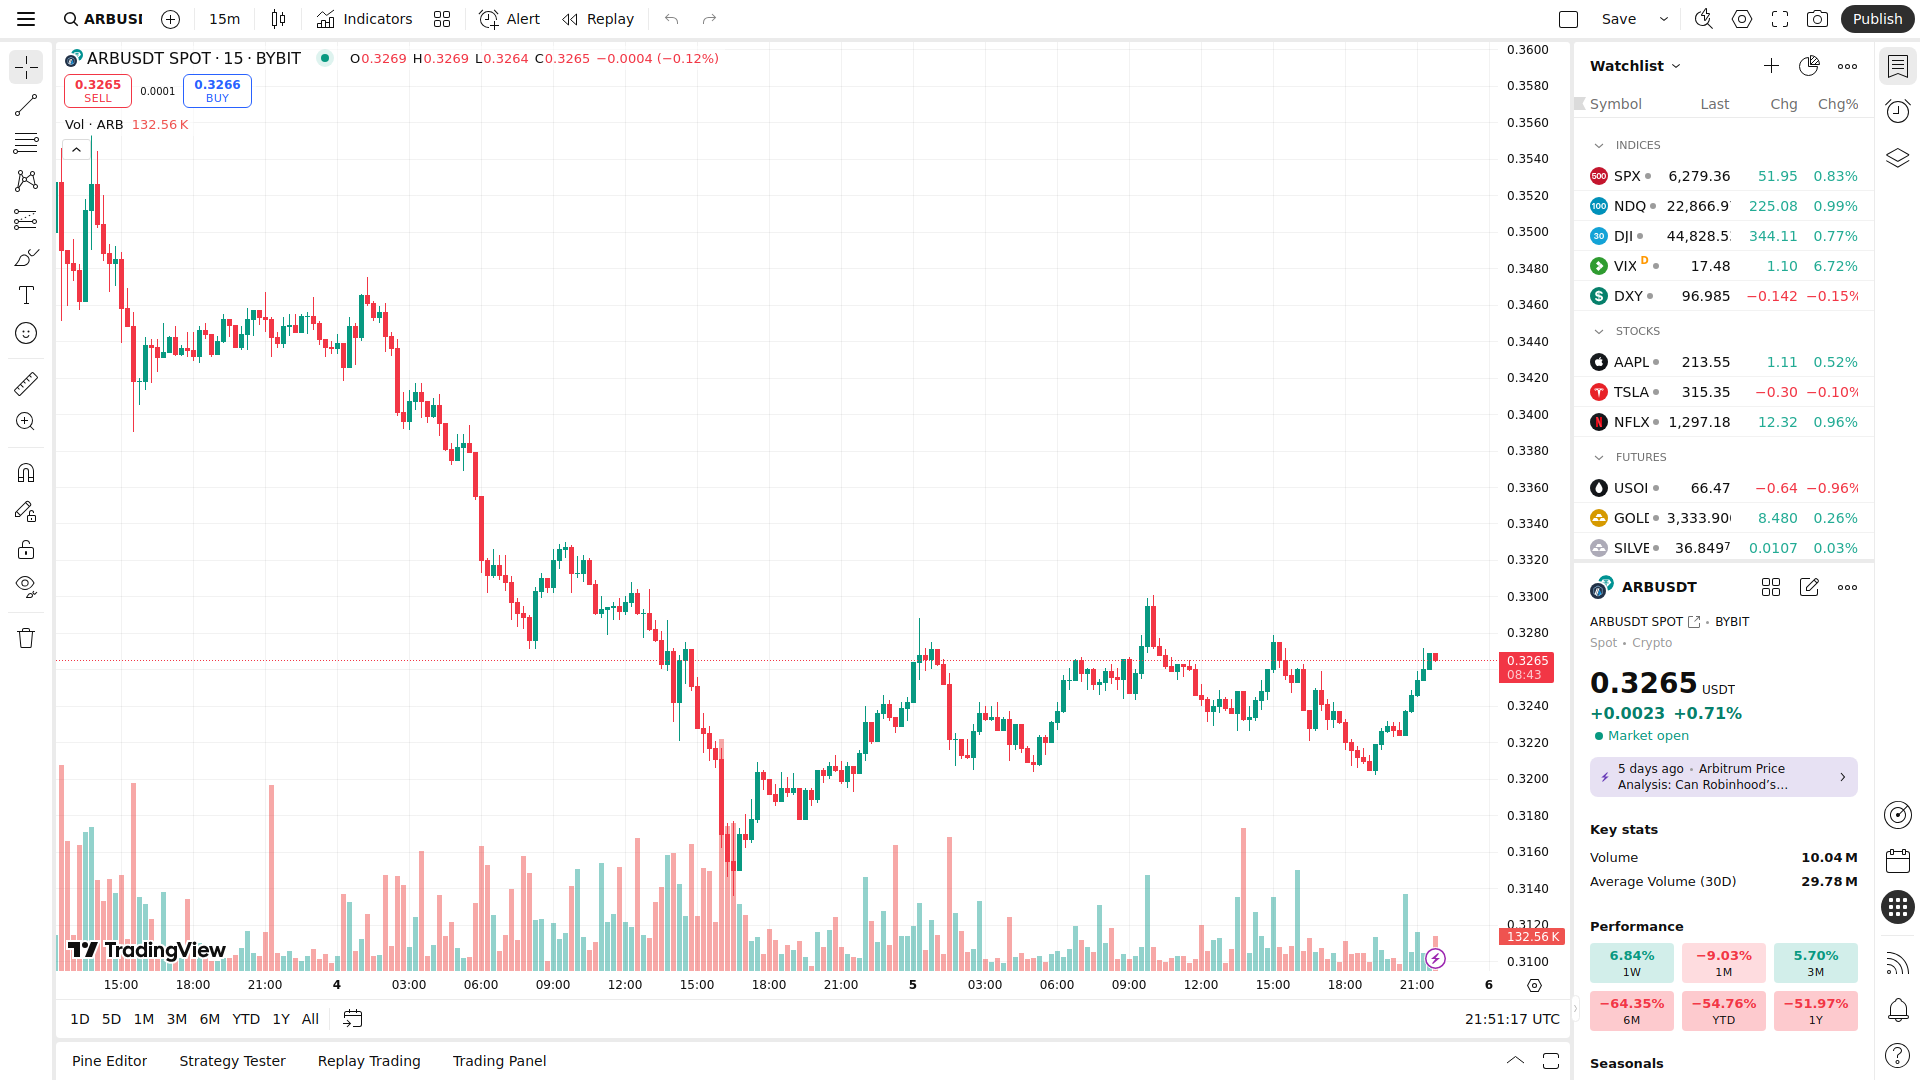 ARBUSI
15m
Indicators
Alert
Replay
Save
Publish
ARBUSDT SPOT · 15 · BYBIT
O0.3269 H0.3269 L0.3264 C0.3265 −0.0004 (−0.12%)
0.3265
SELL
0.0001
0.3266
BUY
Vol · ARB 132.56 K
0.3600
0.3580
0.3560
0.3540
0.3520
0.3500
0.3480
0.3460
0.3440
0.3420
0.3400
0.3380
0.3360
0.3340
0.3320
0.3300
0.3280
0.3265
08:43
0.3240
0.3220
0.3200
0.3180
0.3160
0.3140
0.3120
132.56 K
0.3100
TradingView
15:00 18:00 21:00 4 03:00 06:00 09:00 12:00 15:00 18:00 21:00 5 03:00 06:00 09:00 12:00 15:00 18:00 21:00 6
1D 5D 1M 3M 6M YTD 1Y All
21:51:17 UTC
Pine Editor Strategy Tester Replay Trading Trading Panel
Watchlist
Symbol Last Chg Chg%
INDICES
500 SPX 6,279.36 51.95 0.83%
100 NDQ 22,866.9 225.08 0.99%
30 DJI 44,828.5 344.11 0.77%
VIX D 17.48 1.10 6.72%
DXY 96.985 −0.142 −0.15%
STOCKS
AAPL 213.55 1.11 0.52%
TSLA 315.35 −0.30 −0.10%
NFLX 1,297.18 12.32 0.96%
FUTURES
USOI 66.47 −0.64 −0.96%
GOLD 3,333.90 8.480 0.26%
SILVE 36.8497 0.0107 0.03%
ARBUSDT
ARBUSDT SPOT • BYBIT
Spot • Crypto
0.3265 USDT
+0.0023 +0.71%
Market open
5 days ago • Arbitrum Price
Analysis: Can Robinhood's…
Key stats
Volume 10.04 M
Average Volume (30D) 29.78 M
Performance
6.84% −9.03% 5.70%
1W 1M 3M
−64.35% −54.76% −51.97%
6M YTD 1Y
Seasonals